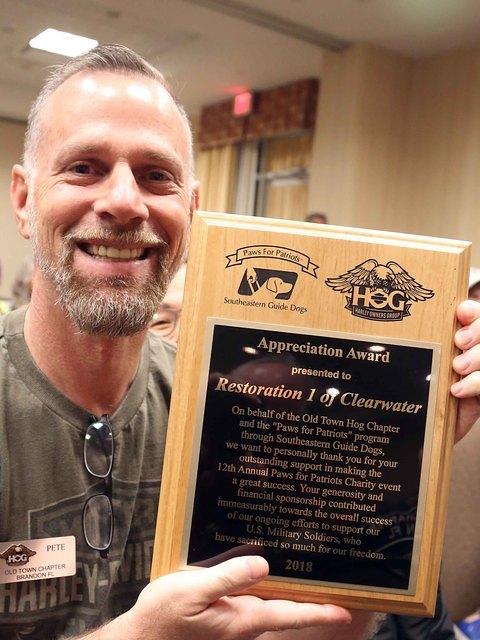 Paws For Patriots
Southeastern Guide Dogs
HOG
HARLEY OWNERS GROUP
Appreciation Award
presented to
Restoration 1 of Clearwater
On behalf of the Old Town Hog Chapter
and the "Paws for Patriots" program
through Southeastern Guide Dogs,
we want to personally thank you for your
outstanding support in making the
12th Annual Paws for Patriots Charity event
a great success. Your generosity and
financial sponsorship contributed
immeasurably towards the overall success
of our ongoing efforts to support our
U.S. Military Soldiers, who
have sacrificed so much for our freedom.
2018
HOG
PETE
OLD TOWN CHAPTER
BRANDON FL
HARLEY-D